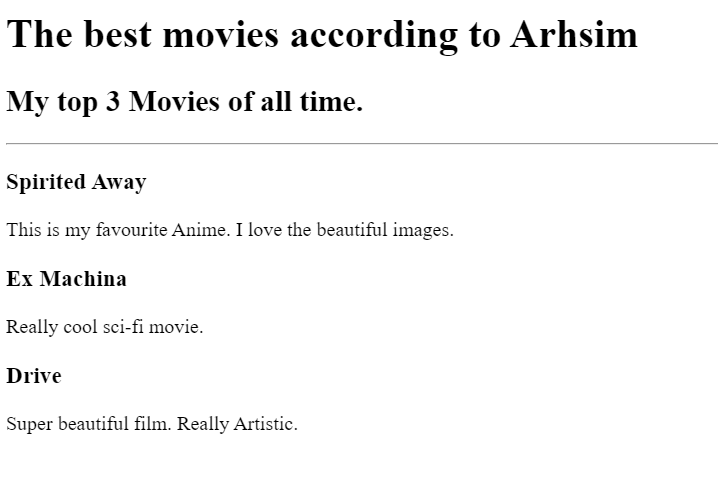 The best movies according to Arhsim
My top 3 Movies of all time.
Spirited Away
This is my favourite Anime. I love the beautiful images.
Ex Machina
Really cool sci-fi movie.
Drive
Super beautiful film. Really Artistic.